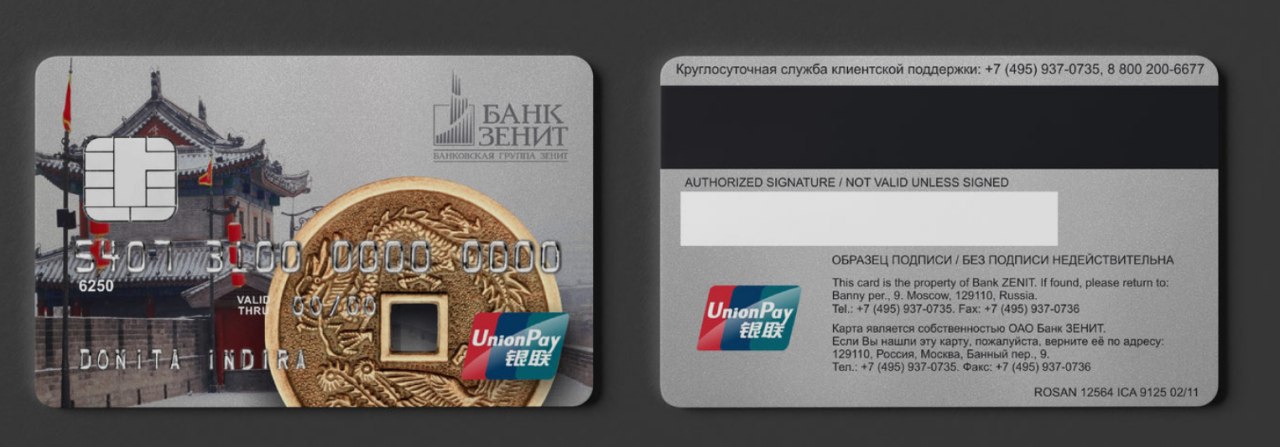 БАНК
ЗЕНИТ
БАНКОВСКАЯ ГРУППА ЗЕНИТ
5407 3100 0000 0000
6250
VALID
THRU 00/00
DONITA INDIRA
UnionPay
银联
Круглосуточная служба клиентской поддержки: +7 (495) 937-0735, 8 800 200-6677
AUTHORIZED SIGNATURE / NOT VALID UNLESS SIGNED
ОБРАЗЕЦ ПОДПИСИ / БЕЗ ПОДПИСИ НЕДЕЙСТВИТЕЛЬНА
This card is the property of Bank ZENIT. If found, please return to:
Banny per., 9. Moscow, 129110, Russia.
Tel.: +7 (495) 937-0735. Fax: +7 (495) 937-0736
Карта является собственностью ОАО Банк ЗЕНИТ.
Если Вы нашли эту карту, пожалуйста, верните её по адресу:
129110, Россия, Москва, Банный пер., 9.
Тел.: +7 (495) 937-0735. Факс: +7 (495) 937-0736
UnionPay
银联
ROSAN 12564 ICA 9125 02/11